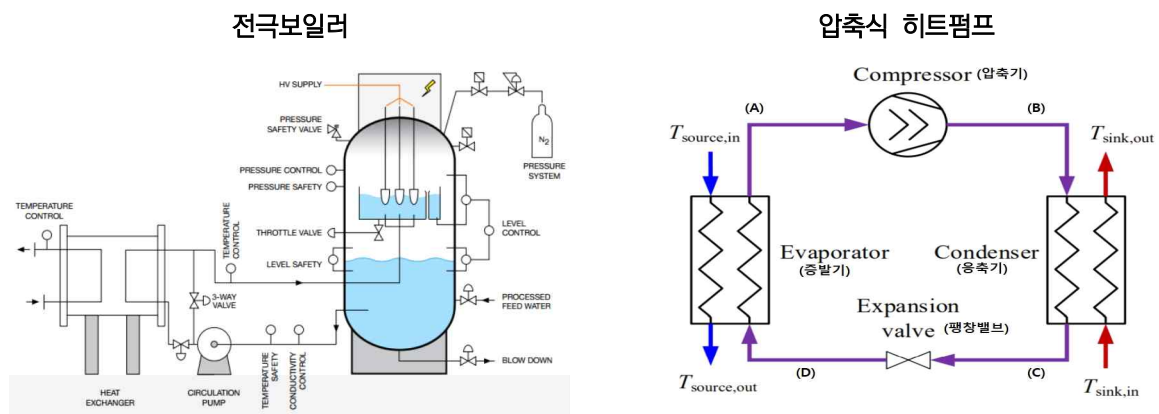 전극보일러
HV SUPPLY
PRESSURE
SAFETY VALVE
N2
PRESSURE
SYSTEM
PRESSURE CONTROL
PRESSURE SAFETY
TEMPERATURE
CONTROL
TEMPERATURE
CONTROL
THROTTLE VALVE
LEVEL
CONTROL
LEVEL SAFETY
3-WAY
VALVE
PROCESSED
FEED WATER
BLOW DOWN
HEAT
EXCHANGER
CIRCULATION
PUMP
TEMPERATURE
SAFETY
CONDUCTIVITY
CONTROL
압축식 히트펌프
Compressor (압축기)
(A)
(B)
Tsource,in
Tsink,out
Evaporator
(증발기)
Condenser
(응축기)
Expansion
valve (팽창밸브)
(D)
(C)
Tsource,out
Tsink,in